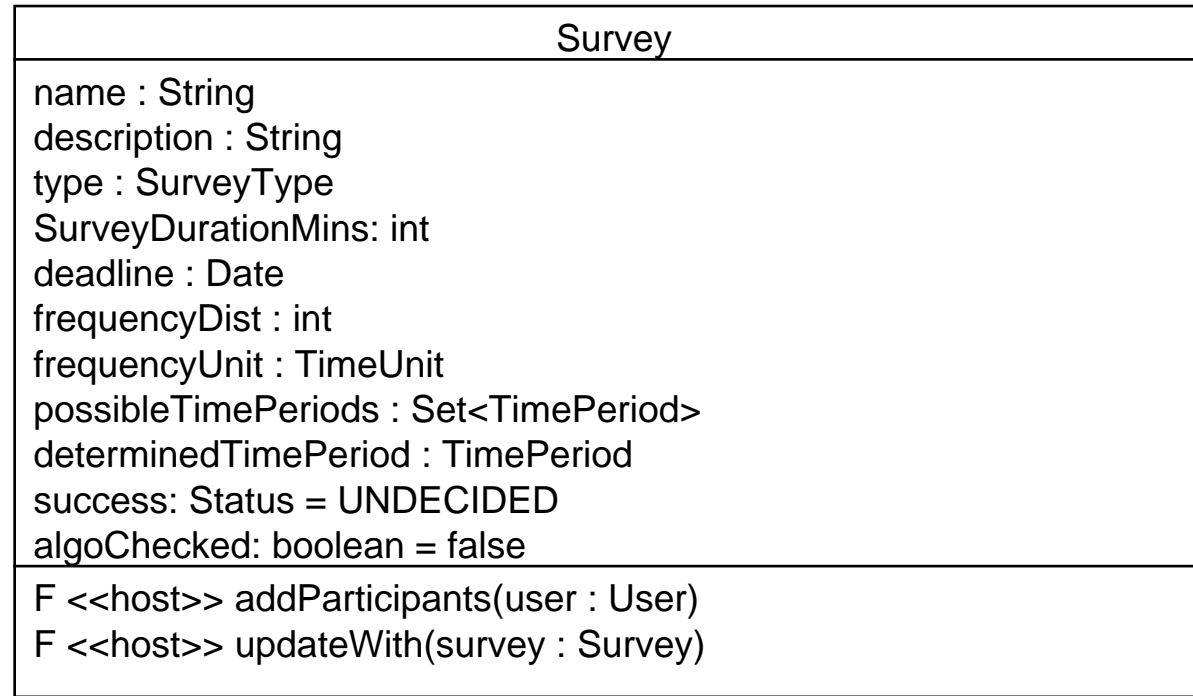 Survey
name : String
description : String
type : SurveyType
SurveyDurationMins: int
deadline : Date
frequencyDist : int
frequencyUnit : TimeUnit
possibleTimePeriods : Set<TimePeriod>
determinedTimePeriod : TimePeriod
success: Status = UNDECIDED
algoChecked: boolean = false
F <<host>> addParticipants(user : User)
F <<host>> updateWith(survey : Survey)